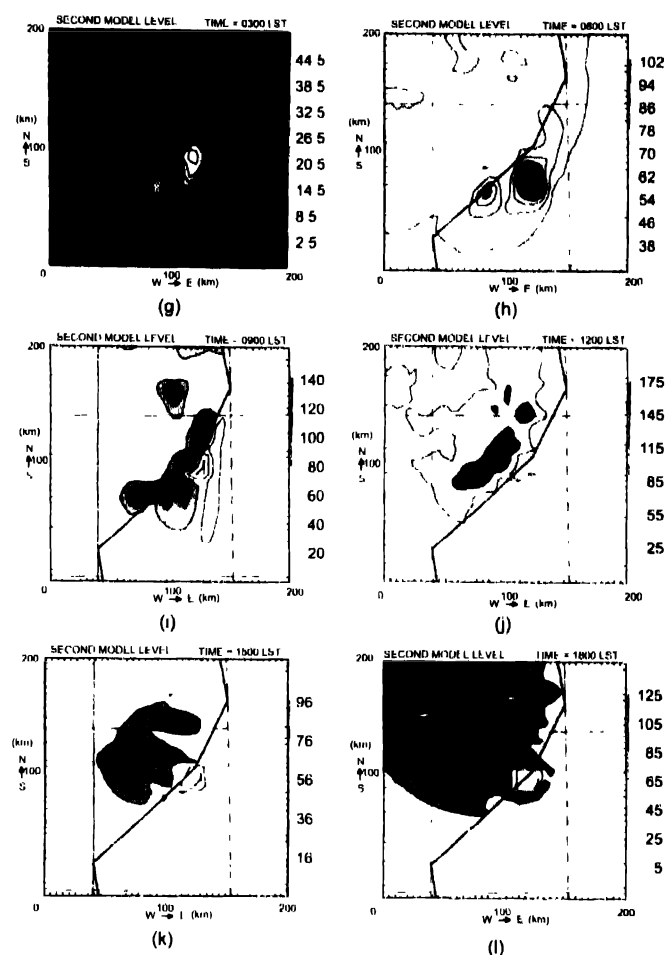 SECOND MODEL LEVEL TIME = 0300 LST
200
(km)
N
S
100
44 5
38 5
32 5
26 5
20 5
14 5
8 5
2 5
0 100 200
W → E (km)
(g)
SECOND MODEL LEVEL TIME = 0600 LST
200
(km)
N
S
100
102
94
86
78
70
62
54
46
38
0 100 200
W → E (km)
(h)
SECOND MODEL LEVEL TIME = 0900 LST
200
(km)
N
S
100
140
120
100
80
60
40
20
0 100 200
W → E (km)
(i)
SECOND MODEL LEVEL TIME = 1200 LST
200
(km)
N
S
100
175
145
115
85
55
25
0 100 200
W → E (km)
(j)
SECOND MODEL LEVEL TIME = 1500 LST
200
(km)
N
S
100
96
76
56
36
16
0 100 200
W → E (km)
(k)
SECOND MODEL LEVEL TIME = 1800 LST
200
(km)
N
S
100
125
105
85
65
45
25
5
0 100 200
W → E (km)
(l)